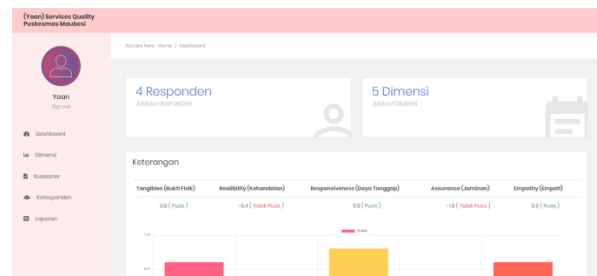 (Yoan) Services Quality
Puskesmas Maubesi
You are here: Home / Dashboard
Yoan
Sign out
Dashboard
Dimensi
Kuesioner
Koresponden
Laporan
4 Responden
JUMLAH RESPONDEN
5 Dimensi
JUMLAH DIMENSI
Keterangan
Tangibles (Bukti Fisik) Realibility (Kehandalan) Responsiveness (Daya Tanggap) Assurance (Jaminan) Empathy (Empati)
0.6 ( Puas ) -0.4 ( Tidak Puas ) 0.8 ( Puas ) -1.8 ( Tidak Puas ) 0.6 ( Puas )